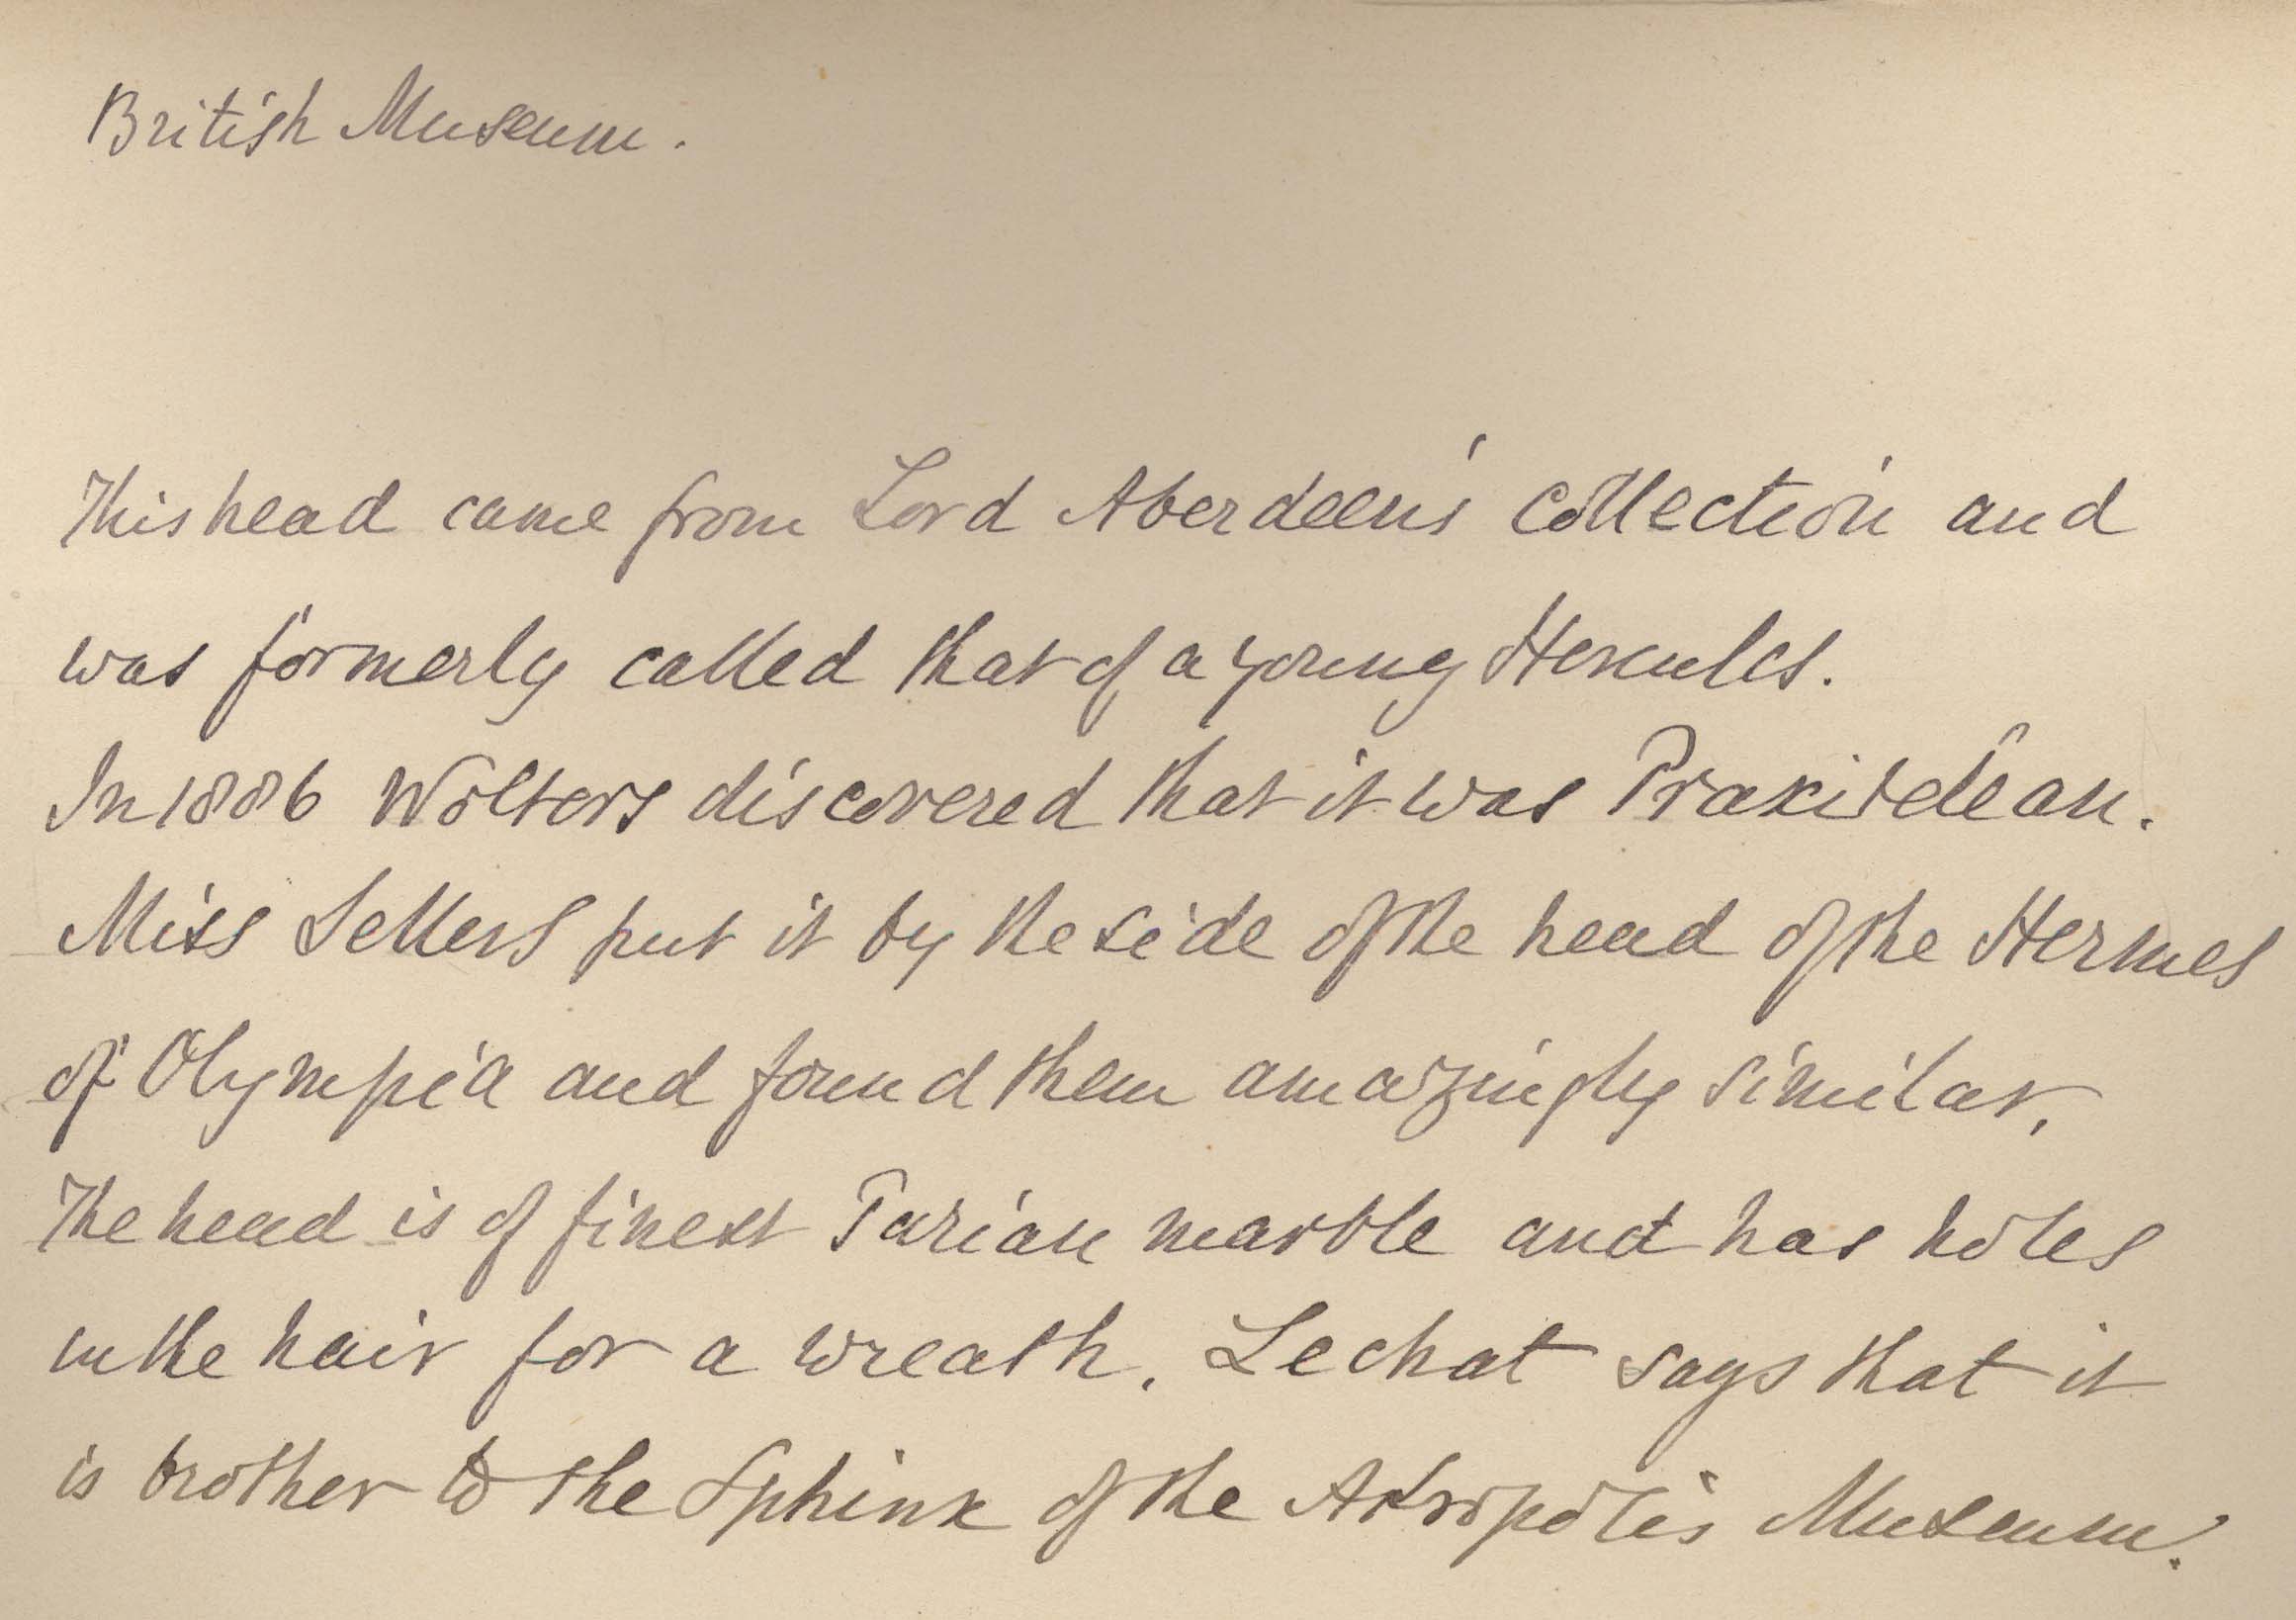 British Museum.
This head came from Lord Aberdeen's collection and
was formerly called that of a young Hercules.
In 1886 Wolters discovered that it was Praxitelean.
Miss Sellers put it by the side of the head of the Hermes
of Olympia and found them amazingly similar.
The head is of finest Parian marble and has holes
in the hair for a wreath. Lechat says that it
is brother to the Sphinx of the Akropolis Museum.